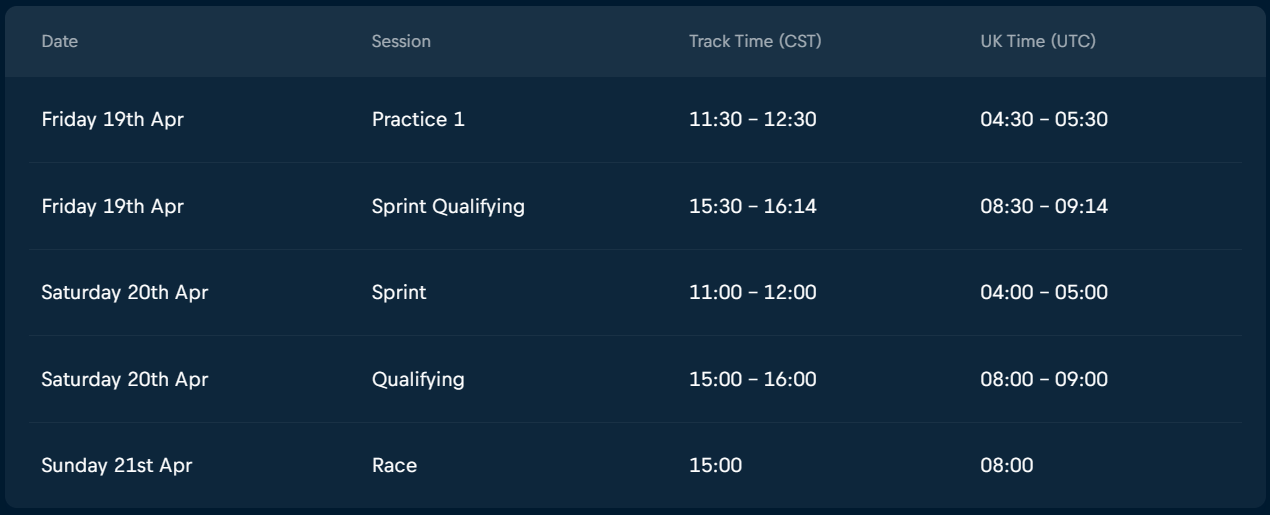 Date Session Track Time (CST) UK Time (UTC)
Friday 19th Apr Practice 1 11:30 – 12:30 04:30 – 05:30
Friday 19th Apr Sprint Qualifying 15:30 – 16:14 08:30 – 09:14
Saturday 20th Apr Sprint 11:00 – 12:00 04:00 – 05:00
Saturday 20th Apr Qualifying 15:00 – 16:00 08:00 – 09:00
Sunday 21st Apr Race 15:00 08:00